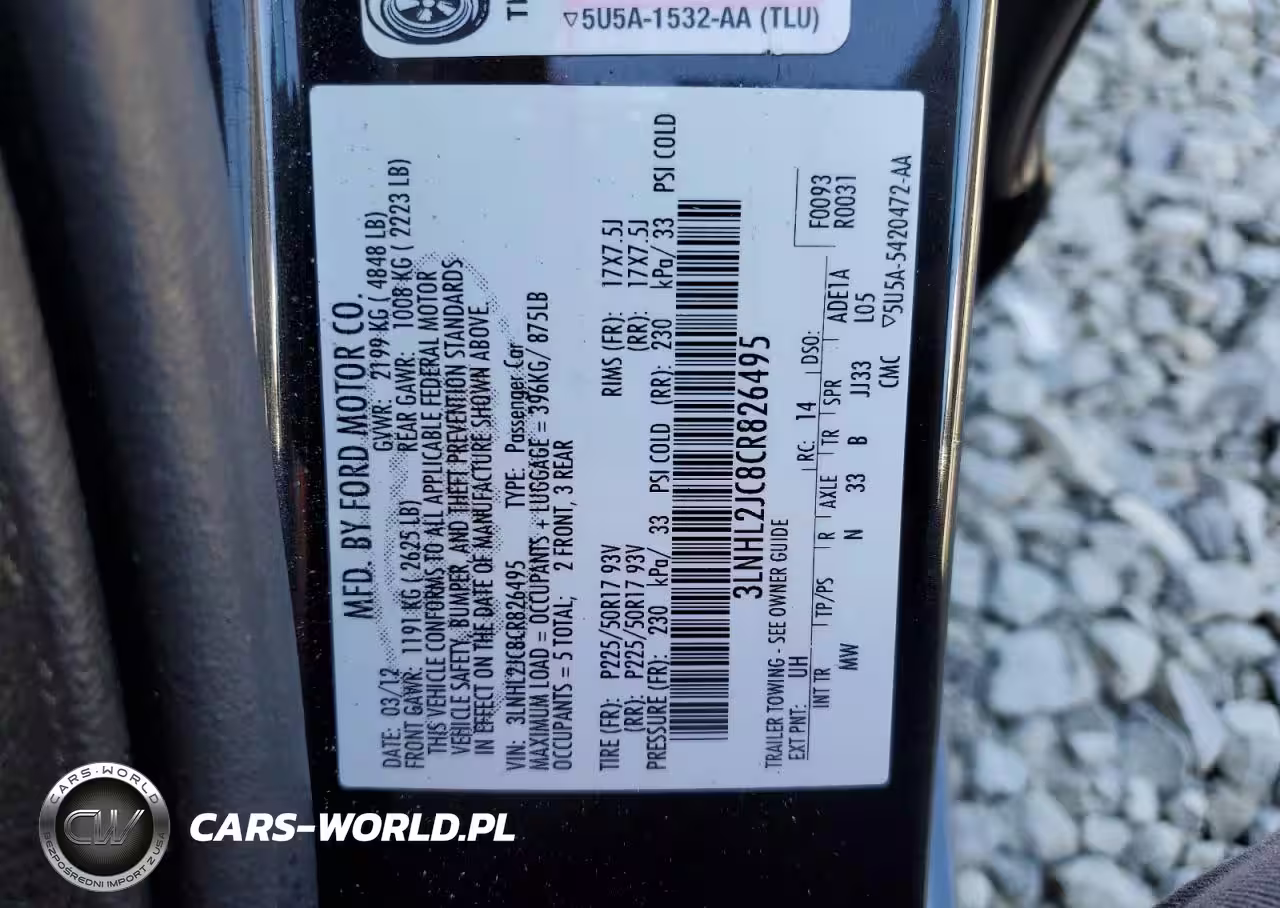 ▽5U5A-1532-AA (TLU)
MFD. BY FORD MOTOR CO.
DATE: 03/12 GVWR: 2199 KG ( 4848 LB)
FRONT GAWR: 1191 KG ( 2625 LB) REAR GAWR: 1008 KG ( 2223 LB)
THIS VEHICLE CONFORMS TO ALL APPLICABLE FEDERAL MOTOR
VEHICLE SAFETY, BUMPER, AND THEFT PREVENTION STANDARDS
IN EFFECT ON THE DATE OF MANUFACTURE SHOWN ABOVE.
VIN: 3LNHL2JC8CR826495 TYPE: Passenger Car
MAXIMUM LOAD = OCCUPANTS + LUGGAGE = 396KG/ 875LB
OCCUPANTS = 5 TOTAL; 2 FRONT, 3 REAR
TIRE (FR): P225/50R17 93V RIMS (FR): 17X7.5J
(RR): P225/50R17 93V (RR): 17X7.5J
PRESSURE (FR): 230 kPa/ 33 PSI COLD (RR): 230 kPa/ 33 PSI COLD
3LNHL2JC8CR826495
TRAILER TOWING - SEE OWNER GUIDE
EXT PNT: UH RC: 14 DSO: F0093
R0031
INT TR TP/PS R AXLE TR SPR ADE1A
MW N 33 B JJ33 L05
CMC ▽5U5A-5420472-AA
CARS-WORLD
CW
BEZPOŚREDNI IMPORT Z USA
CARS-WORLD.PL